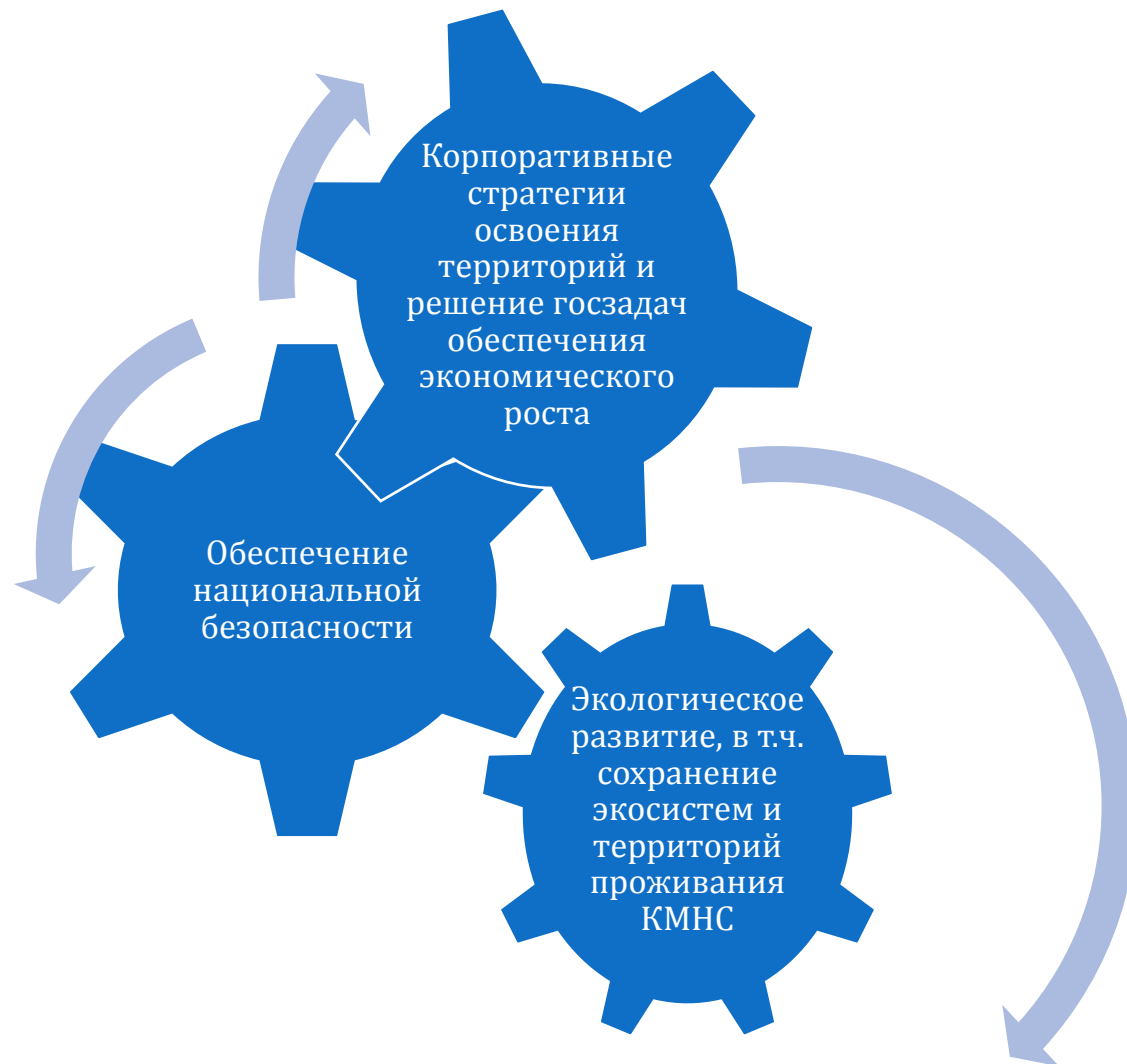 Корпоративные
стратегии
освоения
территорий и
решение госзадач
обеспечения
экономического
роста
Обеспечение
национальной
безопасности
Экологическое
развитие, в т.ч.
сохранение
экосистем и
территорий
проживания
КМНС